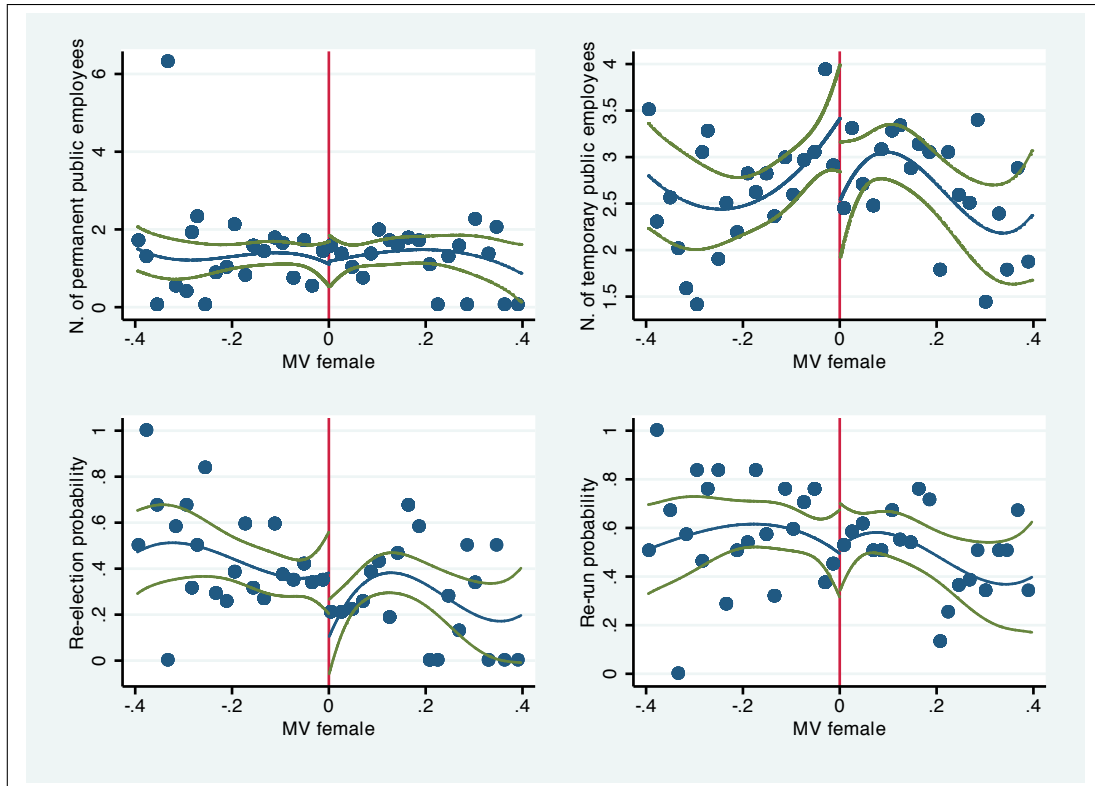 N. of permanent public employees
6
4
2
0
-.4 -.2 0 .2 .4
MV female
N. of temporary public employees
4
3.5
3
2.5
2
1.5
-.4 -.2 0 .2 .4
MV female
Re-election probability
1
.8
.6
.4
.2
0
-.4 -.2 0 .2 .4
MV female
Re-run probability
1
.8
.6
.4
.2
0
-.4 -.2 0 .2 .4
MV female